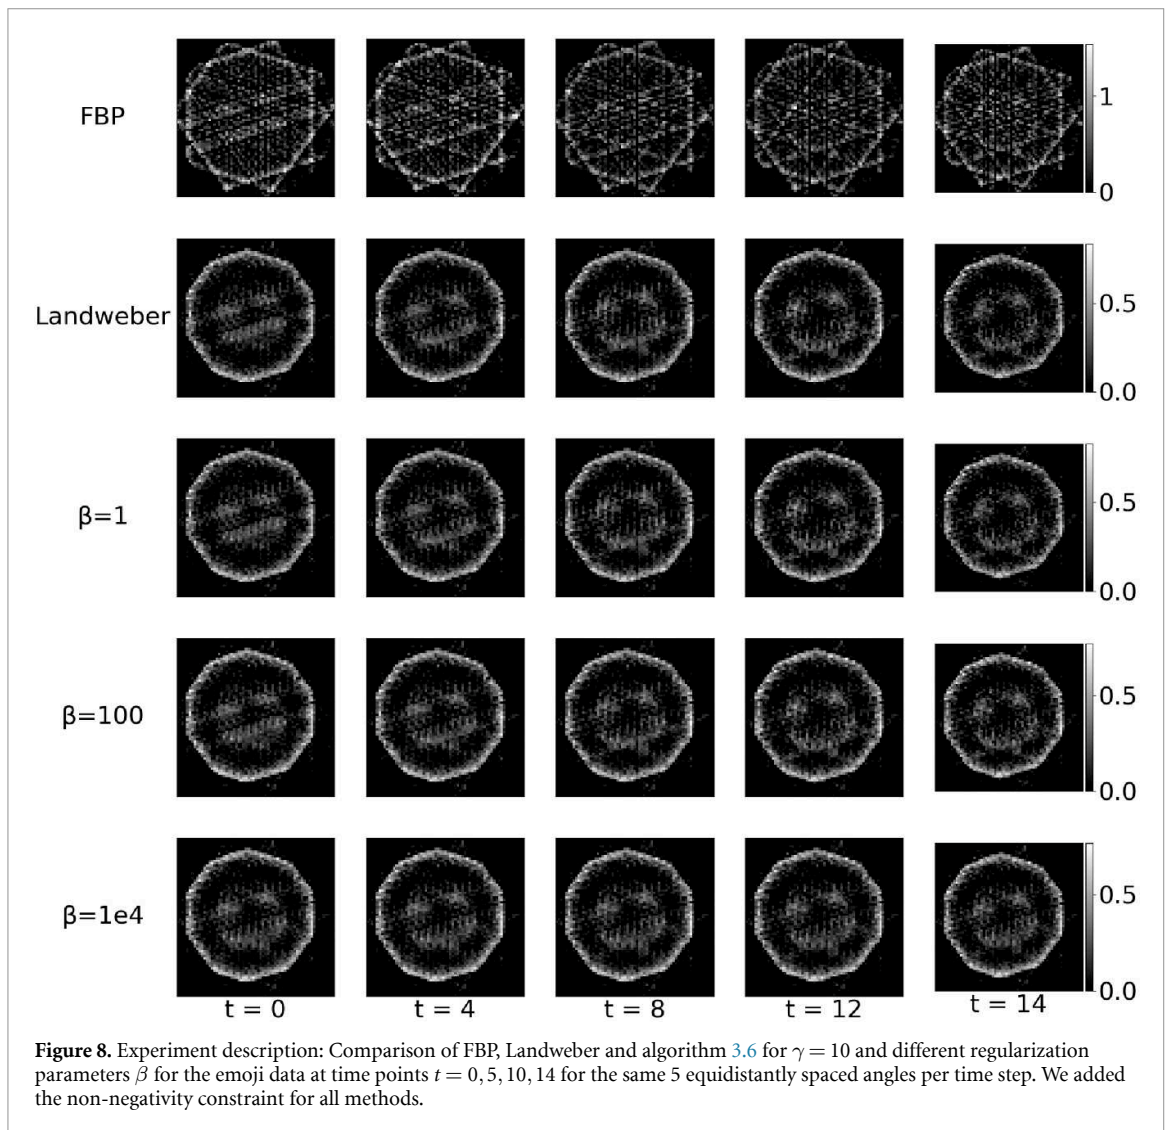 FBP
1
0
Landweber
0.5
0.0
β=1
0.5
0.0
β=100
0.5
0.0
β=1e4
0.5
0.0
t = 0
t = 4
t = 8
t = 12
t = 14
Figure 8. Experiment description: Comparison of FBP, Landweber and algorithm 3.6 for γ = 10 and different regularization
parameters β for the emoji data at time points t = 0, 5, 10, 14 for the same 5 equidistantly spaced angles per time step. We added
the non-negativity constraint for all methods.